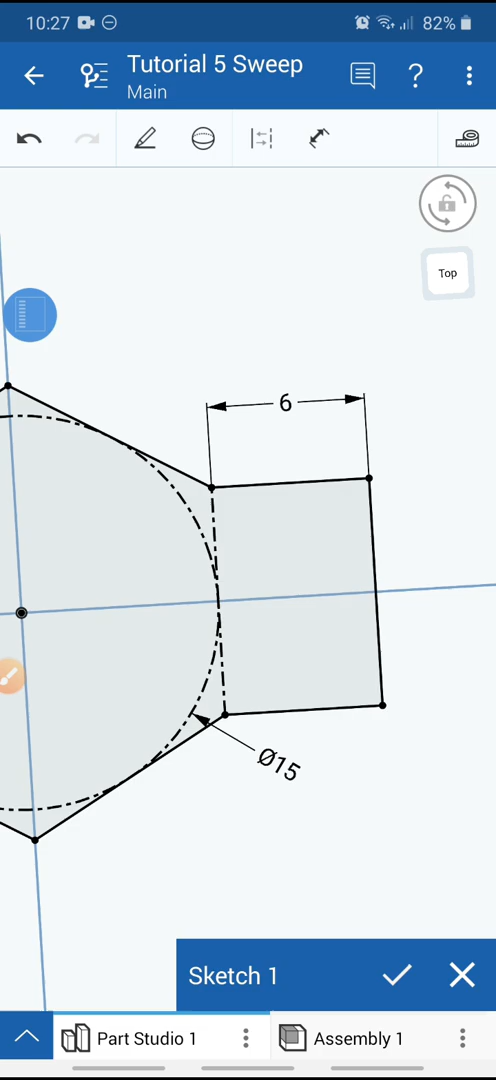 10:27 82%
Tutorial 5 Sweep
Main
?
Top
6
Ø15
Sketch 1
Part Studio 1
Assembly 1